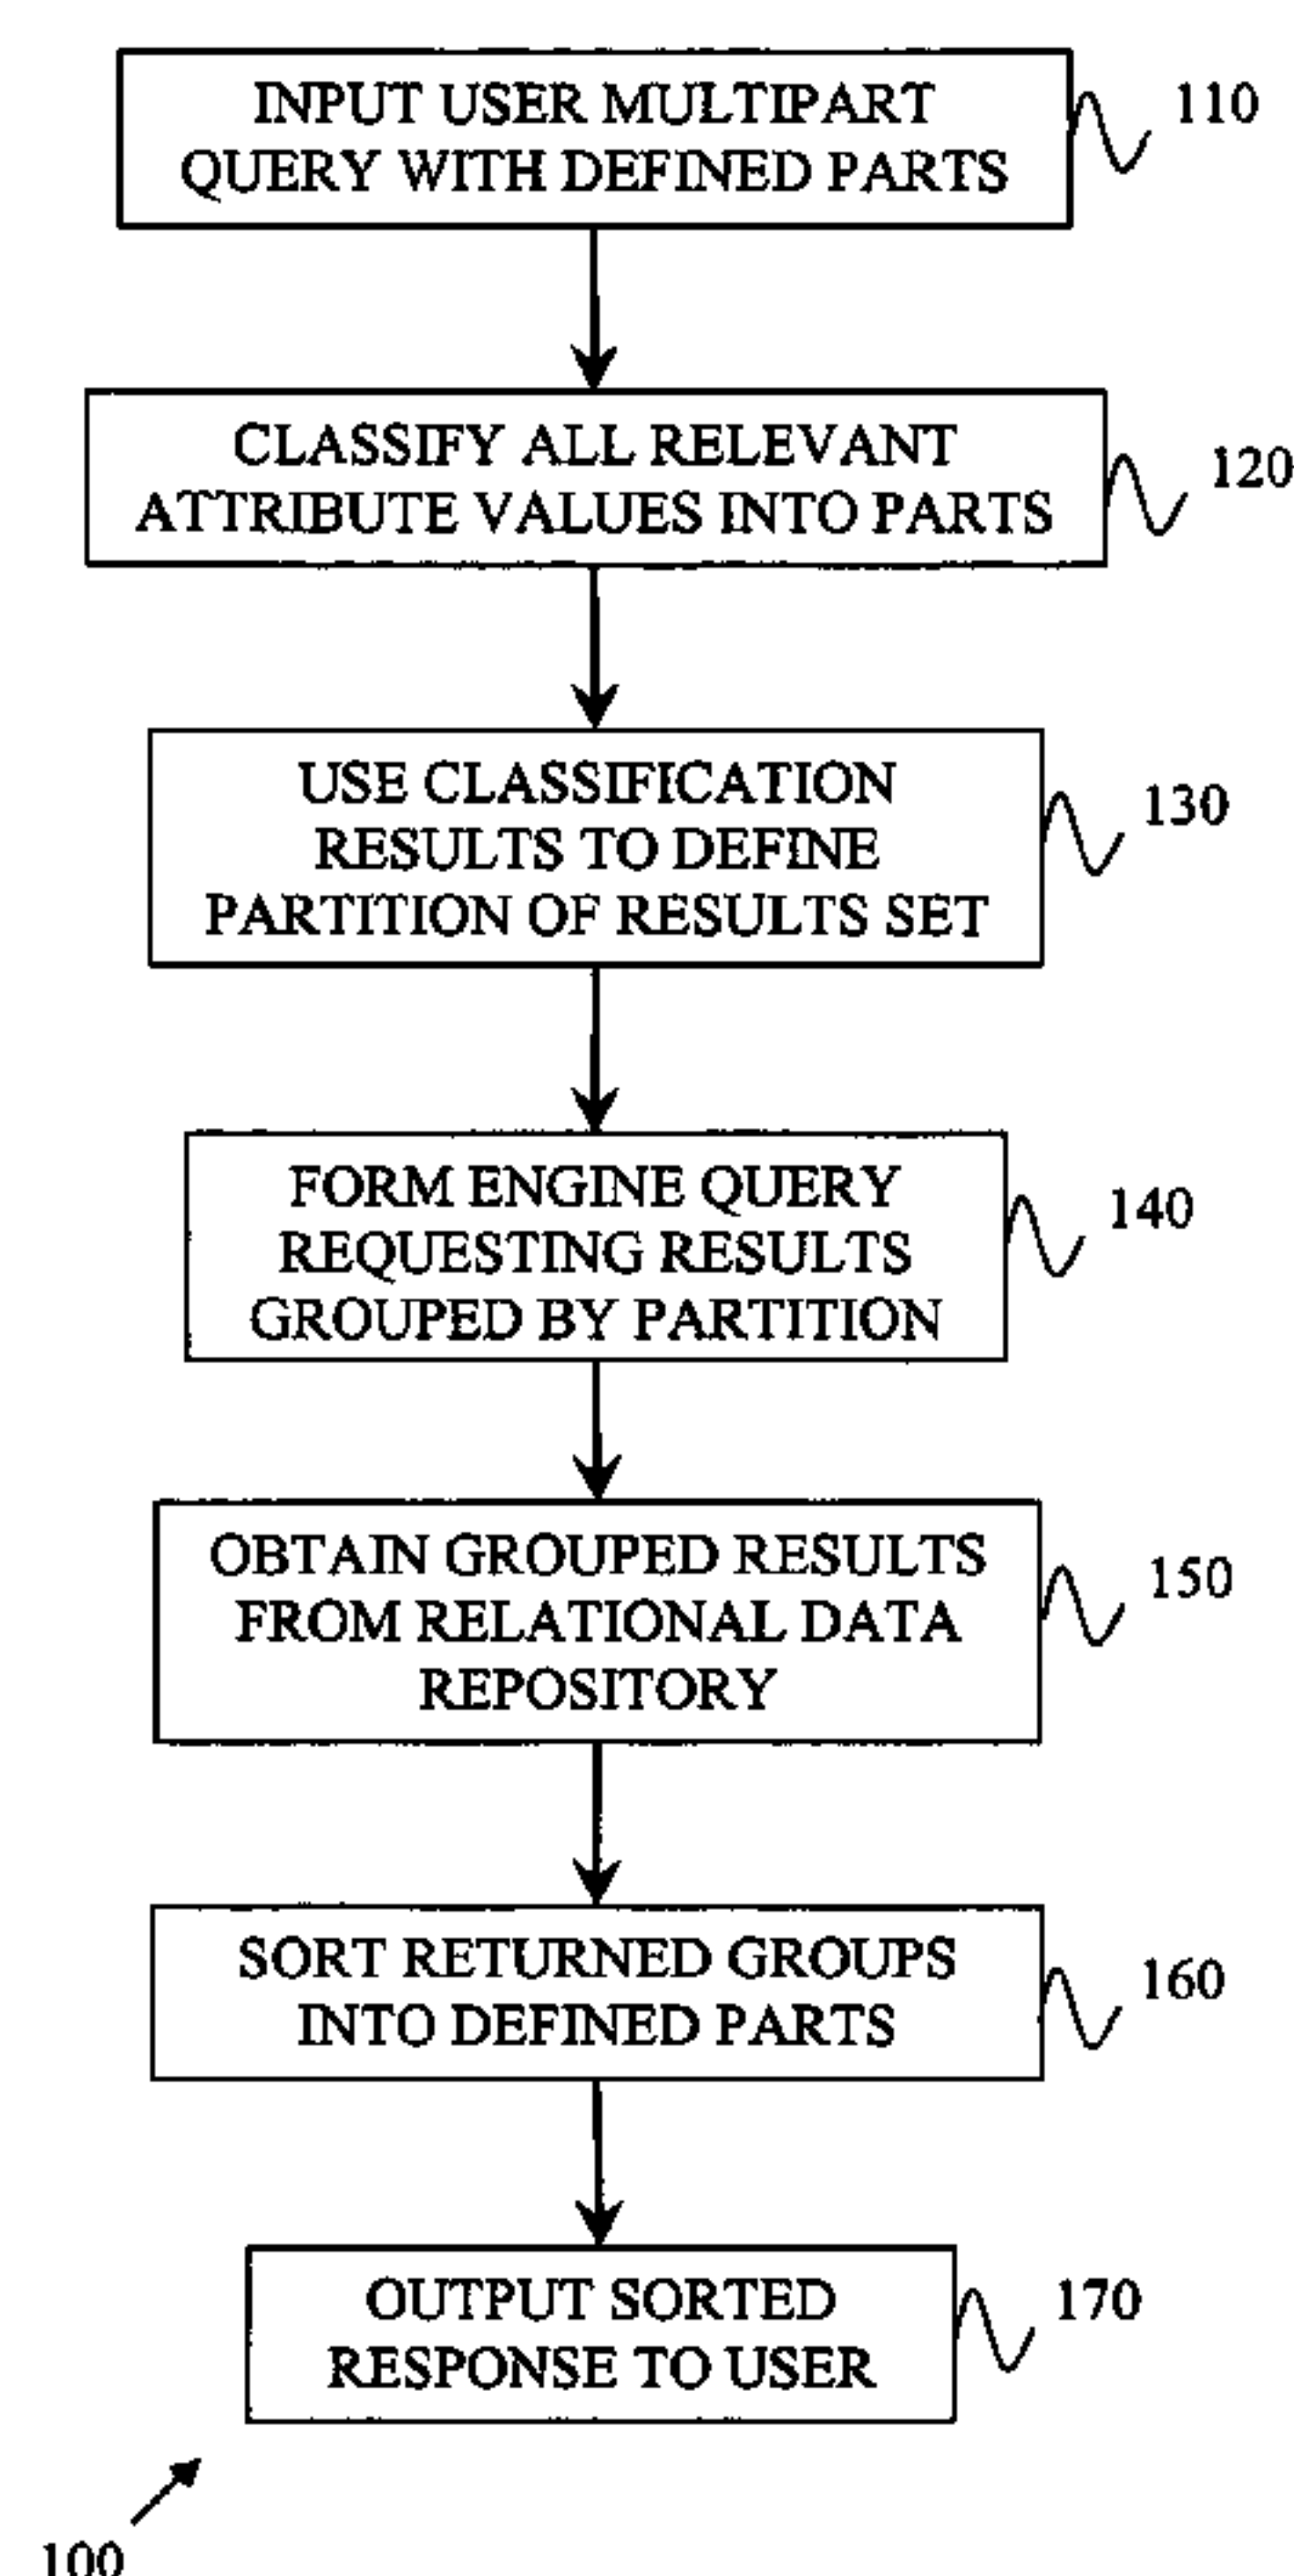 INPUT USER MULTIPART
QUERY WITH DEFINED PARTS
110
CLASSIFY ALL RELEVANT
ATTRIBUTE VALUES INTO PARTS
120
USE CLASSIFICATION
RESULTS TO DEFINE
PARTITION OF RESULTS SET
130
FORM ENGINE QUERY
REQUESTING RESULTS
GROUPED BY PARTITION
140
OBTAIN GROUPED RESULTS
FROM RELATIONAL DATA
REPOSITORY
150
SORT RETURNED GROUPS
INTO DEFINED PARTS
160
OUTPUT SORTED
RESPONSE TO USER
170
100